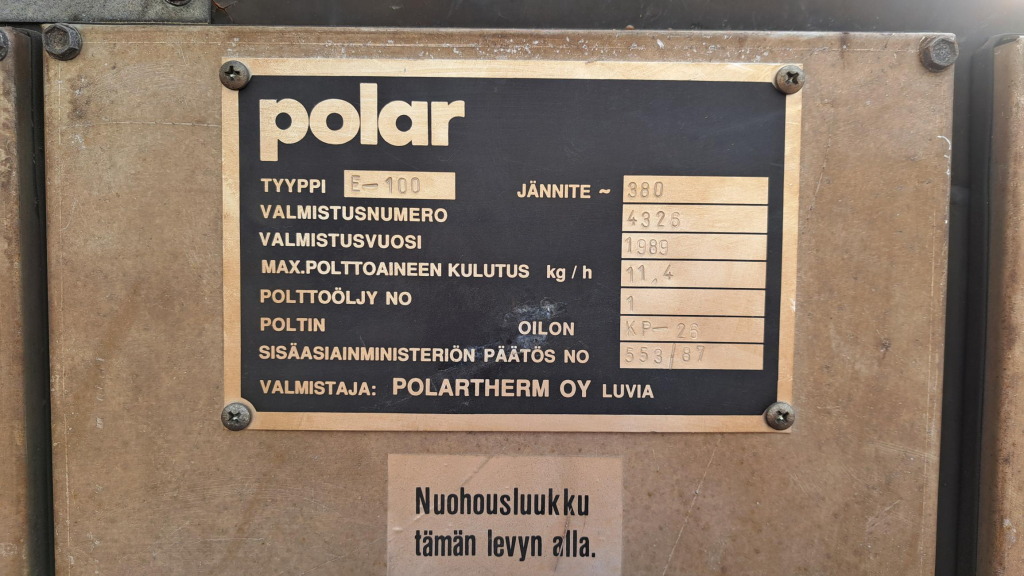 polar
TYYPPI E-100 JÄNNITE ~ 380
VALMISTUSNUMERO 4326
VALMISTUSVUOSI 1989
MAX.POLTTOAINEEN KULUTUS kg / h 11,4
POLTTOÖLJY NO 1
POLTIN OILON KP-26
SISÄASIAINMINISTERIÖN PÄÄTÖS NO 553/87
VALMISTAJA: POLARTHERM OY LUVIA
Nuohousluukku
tämän levyn alla.